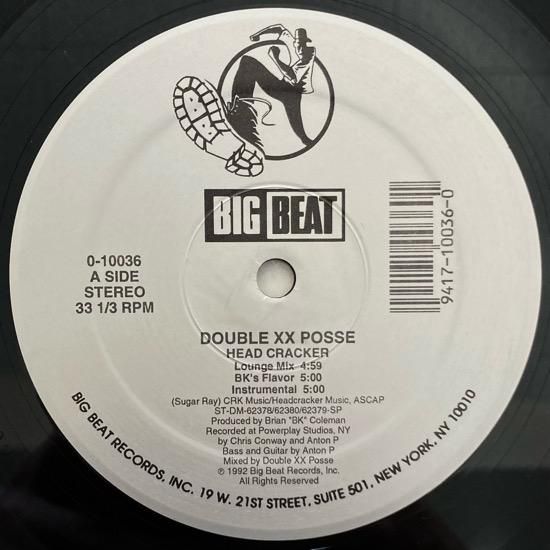 BIG BEAT
0-10036
A SIDE
STEREO
33 1/3 RPM
9417-10036-0
DOUBLE XX POSSE
HEAD CRACKER
Lounge Mix 4:59
BK's Flavor 5:00
Instrumental 5:00
(Sugar Ray) CRK Music/Headcracker Music, ASCAP
ST-DM-62378/62380/62379-SP
Produced by Brian "BK" Coleman
Recorded at Powerplay Studios, NY
by Chris Conway and Anton P
Bass and Guitar by Anton P
Mixed by Double XX Posse
℗ 1992 Big Beat Records, Inc.
All Rights Reserved
BIG BEAT RECORDS, INC. 19 W. 21ST STREET, SUITE 501, NEW YORK, NY 10010